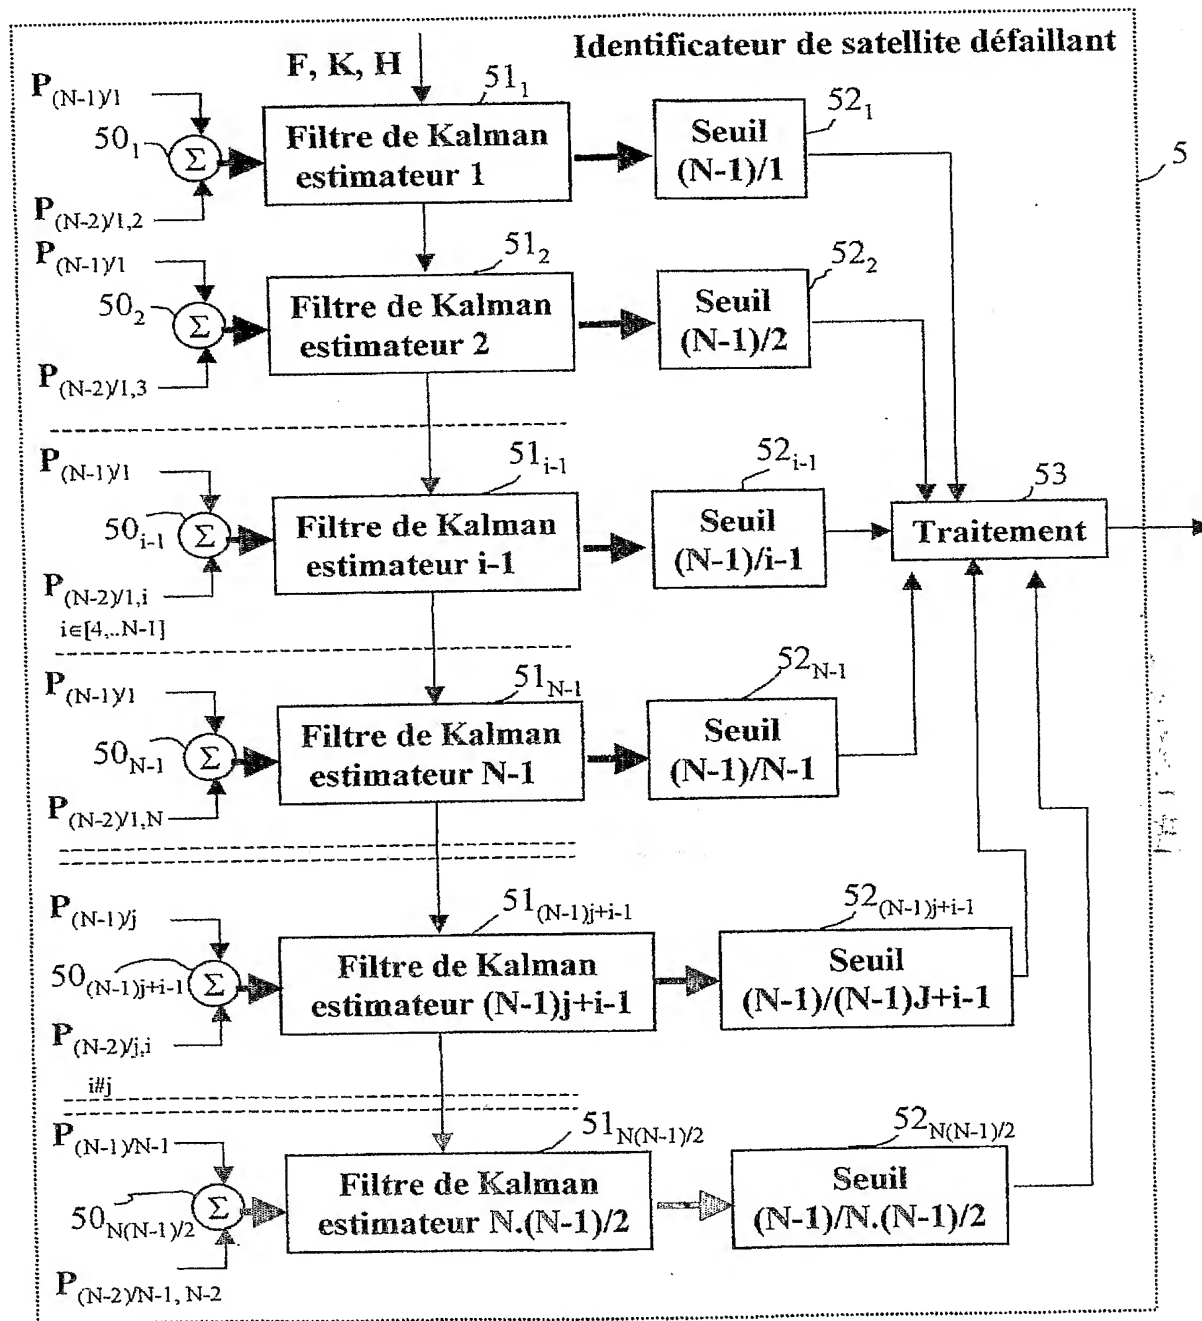 Identificateur de satellite défaillant
F, K, H
5
P(N-1)/1
50₁
Σ
P(N-2)/1,2
51₁
Filtre de Kalman
estimateur 1
52₁
Seuil
(N-1)/1
P(N-1)/1
50₂
Σ
P(N-2)/1,3
51₂
Filtre de Kalman
estimateur 2
52₂
Seuil
(N-1)/2
P(N-1)/1
50i-1
Σ
P(N-2)/1,i
i∈[4,..N-1]
51i-1
Filtre de Kalman
estimateur i-1
52i-1
Seuil
(N-1)/i-1
53
Traitement
P(N-1)/1
50N-1
Σ
P(N-2)/1,N
51N-1
Filtre de Kalman
estimateur N-1
52N-1
Seuil
(N-1)/N-1
P(N-1)/j
50(N-1)j+i-1
Σ
P(N-2)/j,i
i#j
51(N-1)j+i-1
Filtre de Kalman
estimateur (N-1)j+i-1
52(N-1)j+i-1
Seuil
(N-1)/(N-1)J+i-1
P(N-1)/N-1
50N(N-1)/2
Σ
P(N-2)/N-1, N-2
51N(N-1)/2
Filtre de Kalman
estimateur N.(N-1)/2
52N(N-1)/2
Seuil
(N-1)/N.(N-1)/2